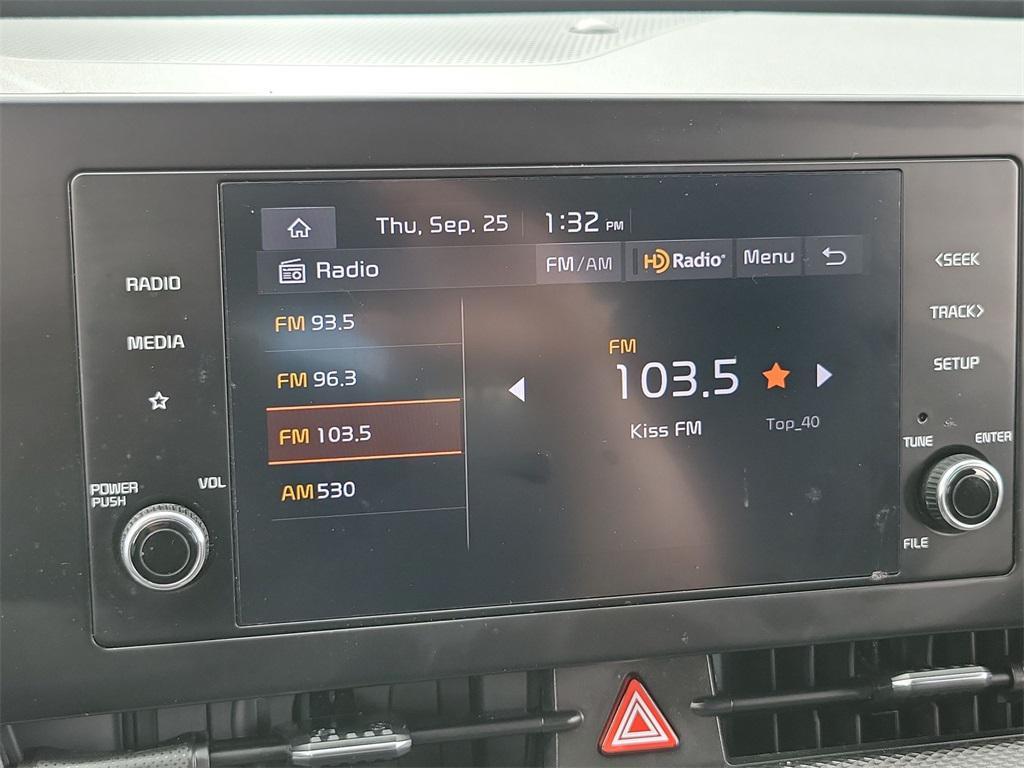 Thu, Sep. 25 1:32 PM
Radio FM/AM HD Radio Menu
FM 93.5
FM 96.3
FM 103.5
AM 530
FM
103.5
Kiss FM Top_40
RADIO
MEDIA
POWER
PUSH
VOL
<SEEK
TRACK>
SETUP
TUNE
ENTER
FILE